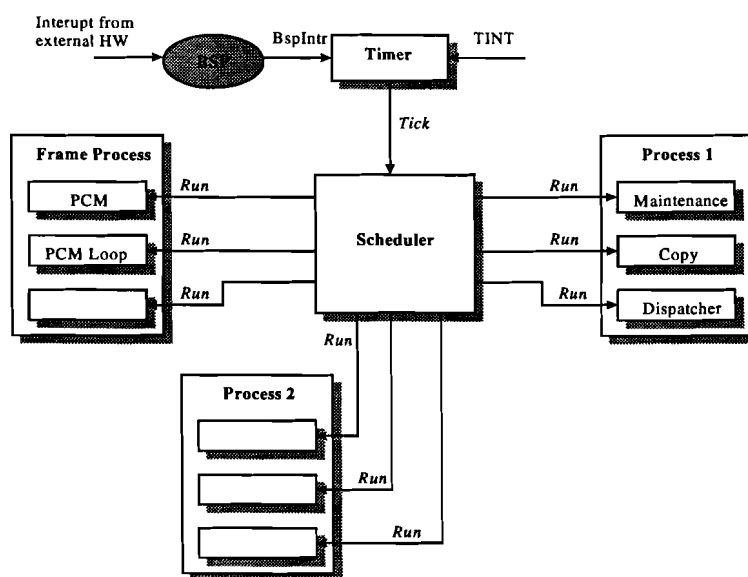 Interupt from
external HW
BSP
BspIntr
Timer
TINT
Tick
Frame Process
PCM
PCM Loop
Run
Run
Run
Scheduler
Run
Run
Run
Process 1
Maintenance
Copy
Dispatcher
Run
Process 2
Run
Run